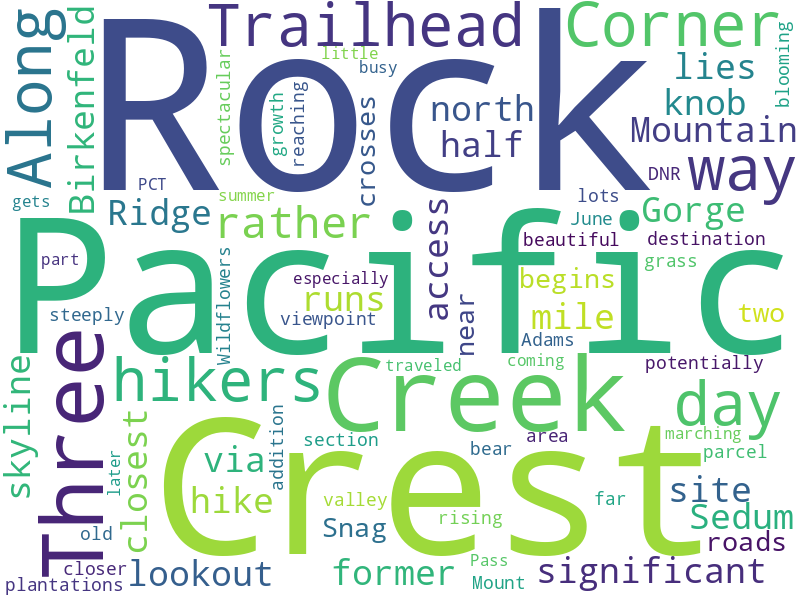 Rock
Trailhead
Corner
Along
Birkenfeld
spectacular
little
busy
growth
reaching
crosses
north
half
lies
knob
blooming
Mountain
way
DNR
PCT
gets
summer
Ridge
rather
access
lots
June
Gorge
beautiful
destination
grass
Pacific
part
steeply
Wildflowers
especially
runs
viewpoint
near
begins
mile
Adams
two
Three
skyline
hikers
traveled
Creek
coming
potentially
day
closest
later
via
hike
addition
section
Crest
valley
bear
area
marching
parcel
far
site
Sedum
rising
Snag
old
roads
closer
plantations
lookout
former
Pass
Mount
significant